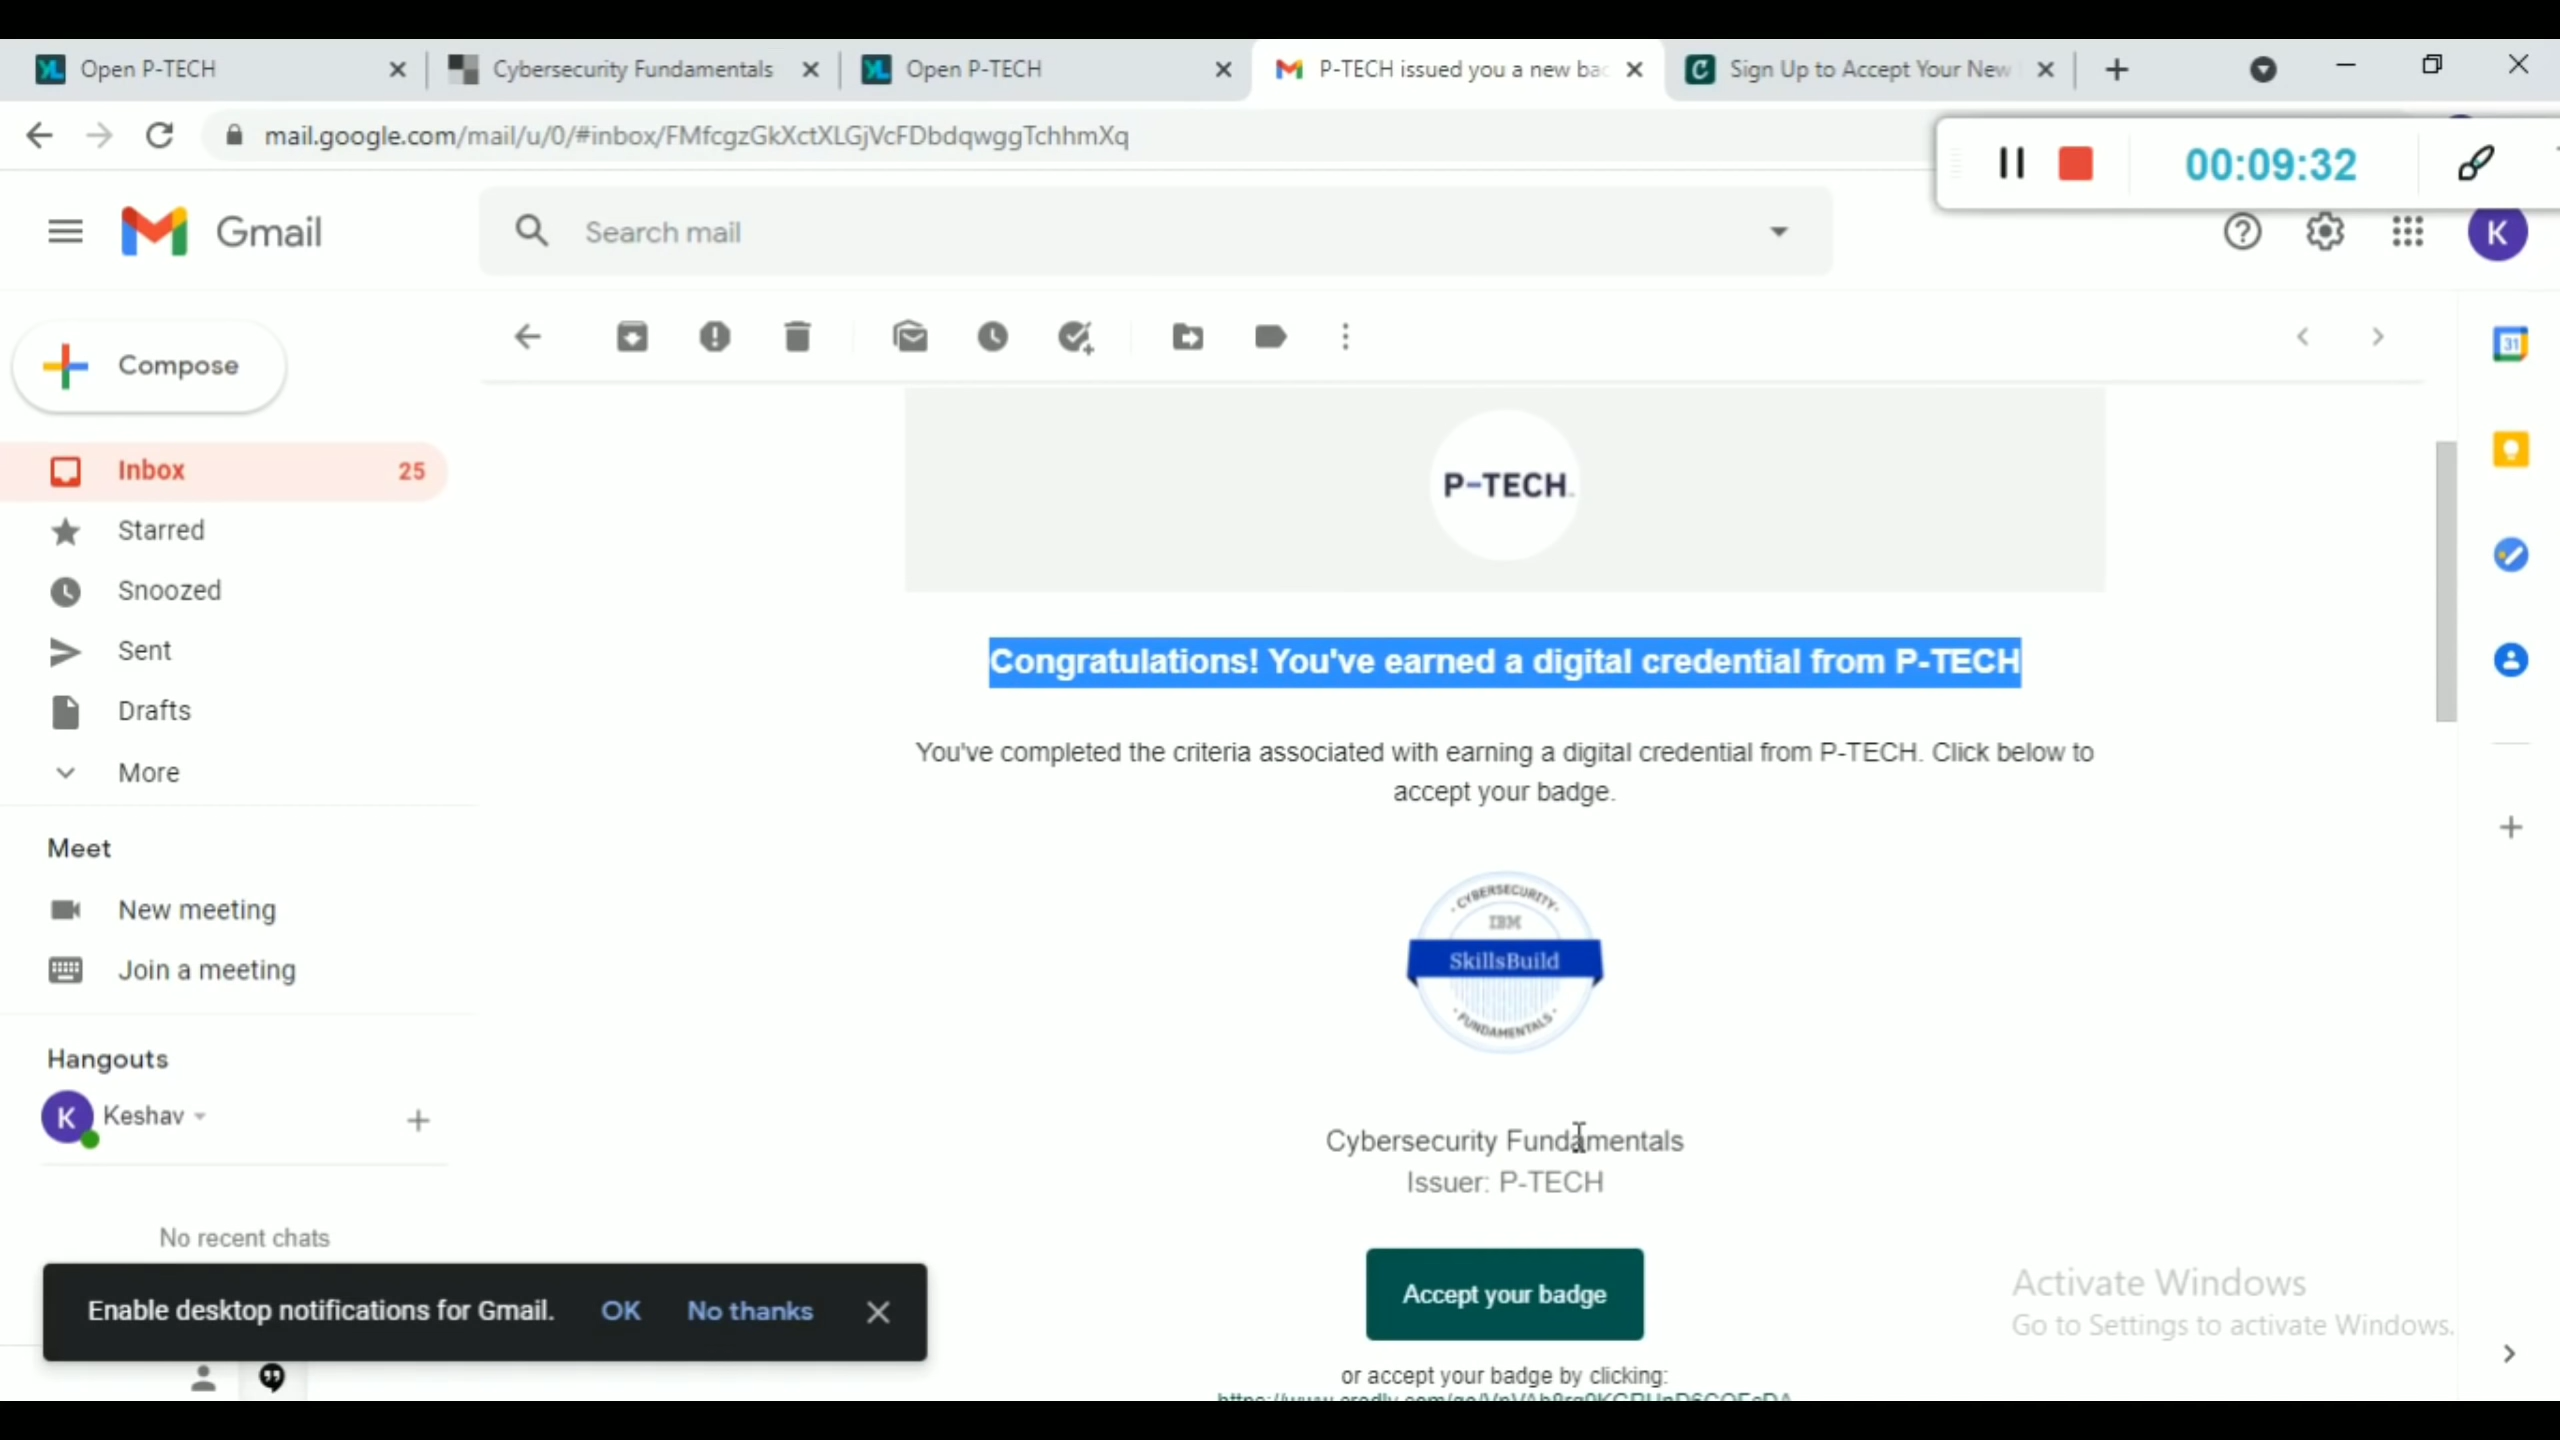 Open P-TECH
Cybersecurity Fundamentals
Open P-TECH
P-TECH issued you a new bac
Sign Up to Accept Your New
mail.google.com/mail/u/0/#inbox/FMfcgzGkXctXLGjVcFDbdqwggTchhmXq
00:09:32
Gmail
Search mail
K
Compose
31
Inbox 25
Starred
Snoozed
Sent
Drafts
More
Meet
New meeting
Join a meeting
Hangouts
K Keshav
No recent chats
P-TECH.
Congratulations! You've earned a digital credential from P-TECH
You've completed the criteria associated with earning a digital credential from P-TECH. Click below to
accept your badge.
CYBERSECURITY
IBM
SkillsBuild
FUNDAMENTALS
Cybersecurity Fundamentals
Issuer: P-TECH
Accept your badge
or accept your badge by clicking:
Enable desktop notifications for Gmail. OK No thanks
Activate Windows
Go to Settings to activate Windows.